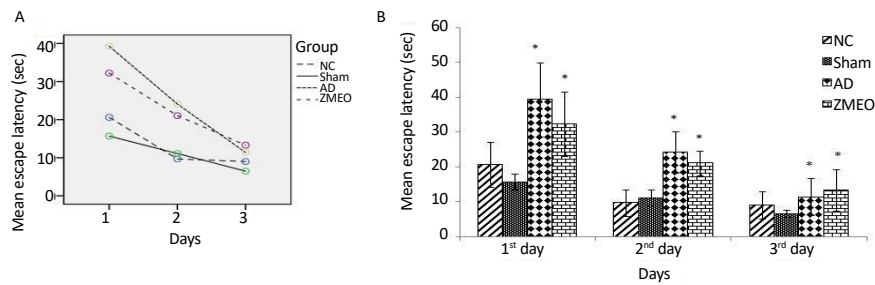 A
Mean escape latency (sec)
40
30
20
10
0
1 2 3
Days
Group
NC
Sham
AD
ZMEO
B
Mean escape latency (sec)
60
50
40
30
20
10
0
* *
* *
* *
1st day 2nd day 3rd day
Days
NC
Sham
AD
ZMEO